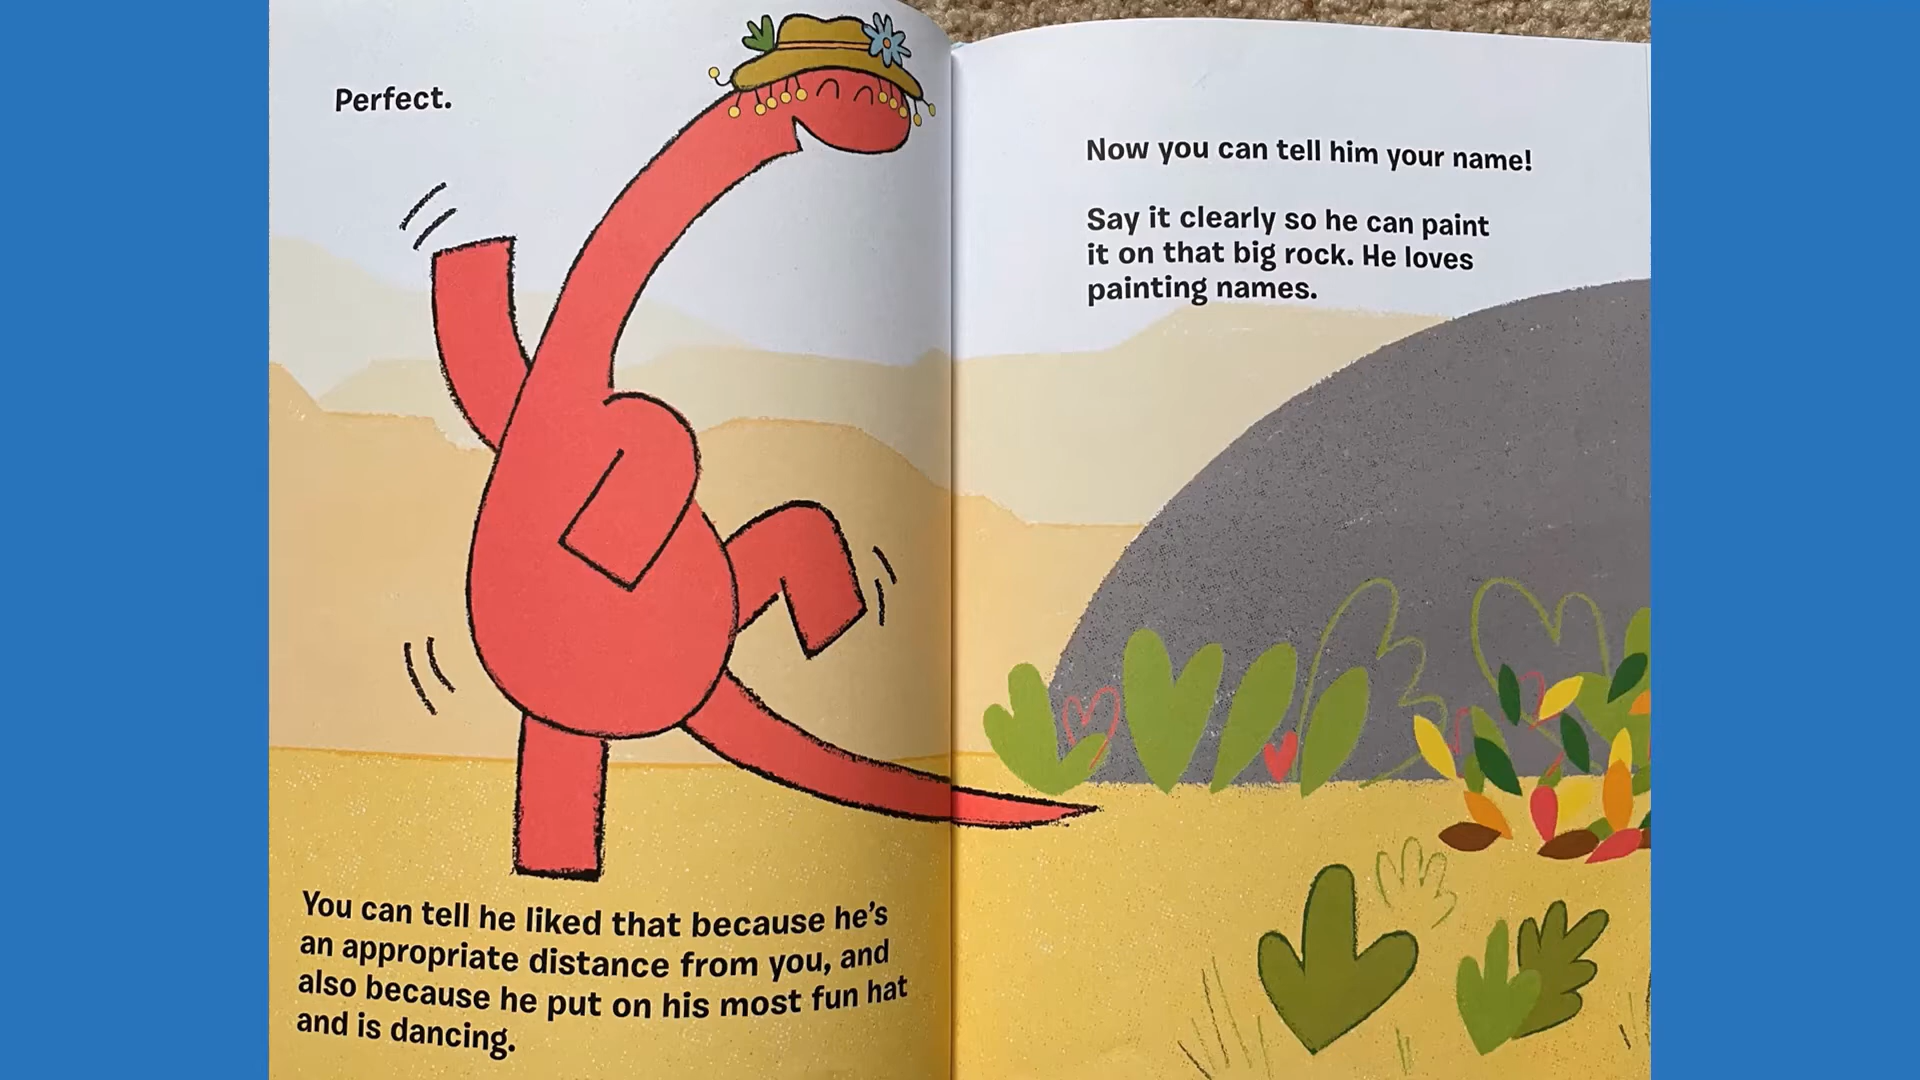 Perfect.
You can tell he liked that because he's
an appropriate distance from you, and
also because he put on his most fun hat
and is dancing.
Now you can tell him your name!
Say it clearly so he can paint
it on that big rock. He loves
painting names.